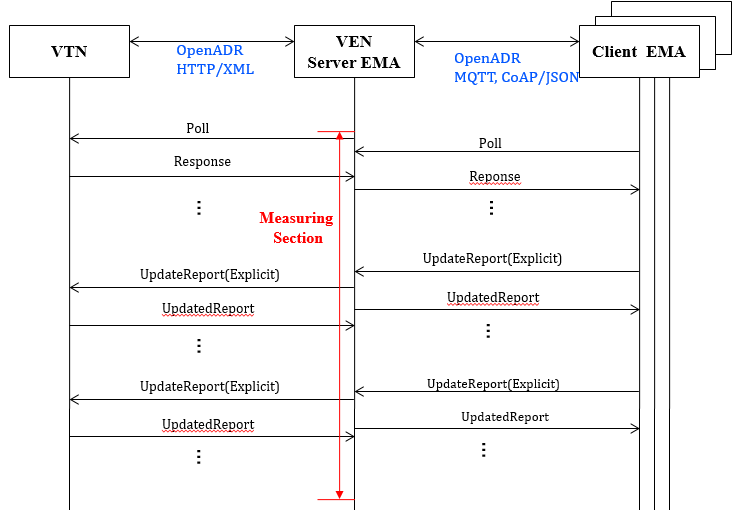 VTN
OpenADR
HTTP/XML
VEN
Server EMA
OpenADR
MQTT, CoAP/JSON
Client EMA
Poll
Poll
Response
Reponse
...
...
Measuring
Section
UpdateReport(Explicit)
UpdateReport(Explicit)
UpdatedReport
UpdatedReport
...
...
UpdateReport(Explicit)
UpdateReport(Explicit)
UpdatedReport
UpdatedReport
...
...